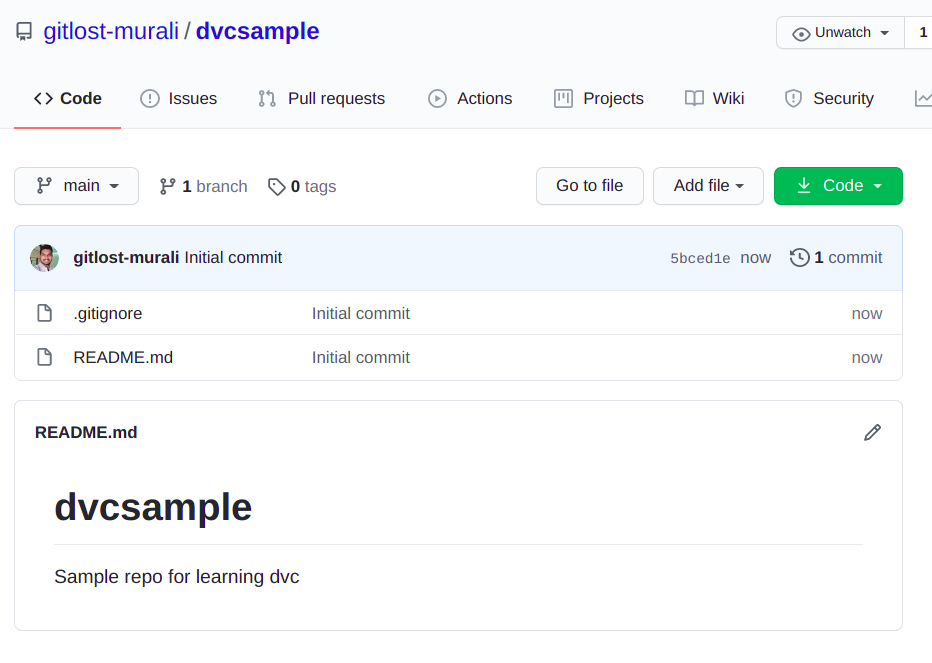 gitlost-murali / dvcsample
Unwatch 1
Code Issues Pull requests Actions Projects Wiki Security
main 1 branch 0 tags Go to file Add file Code
gitlost-murali Initial commit 5bced1e now 1 commit
.gitignore Initial commit now
README.md Initial commit now
README.md
dvcsample
Sample repo for learning dvc